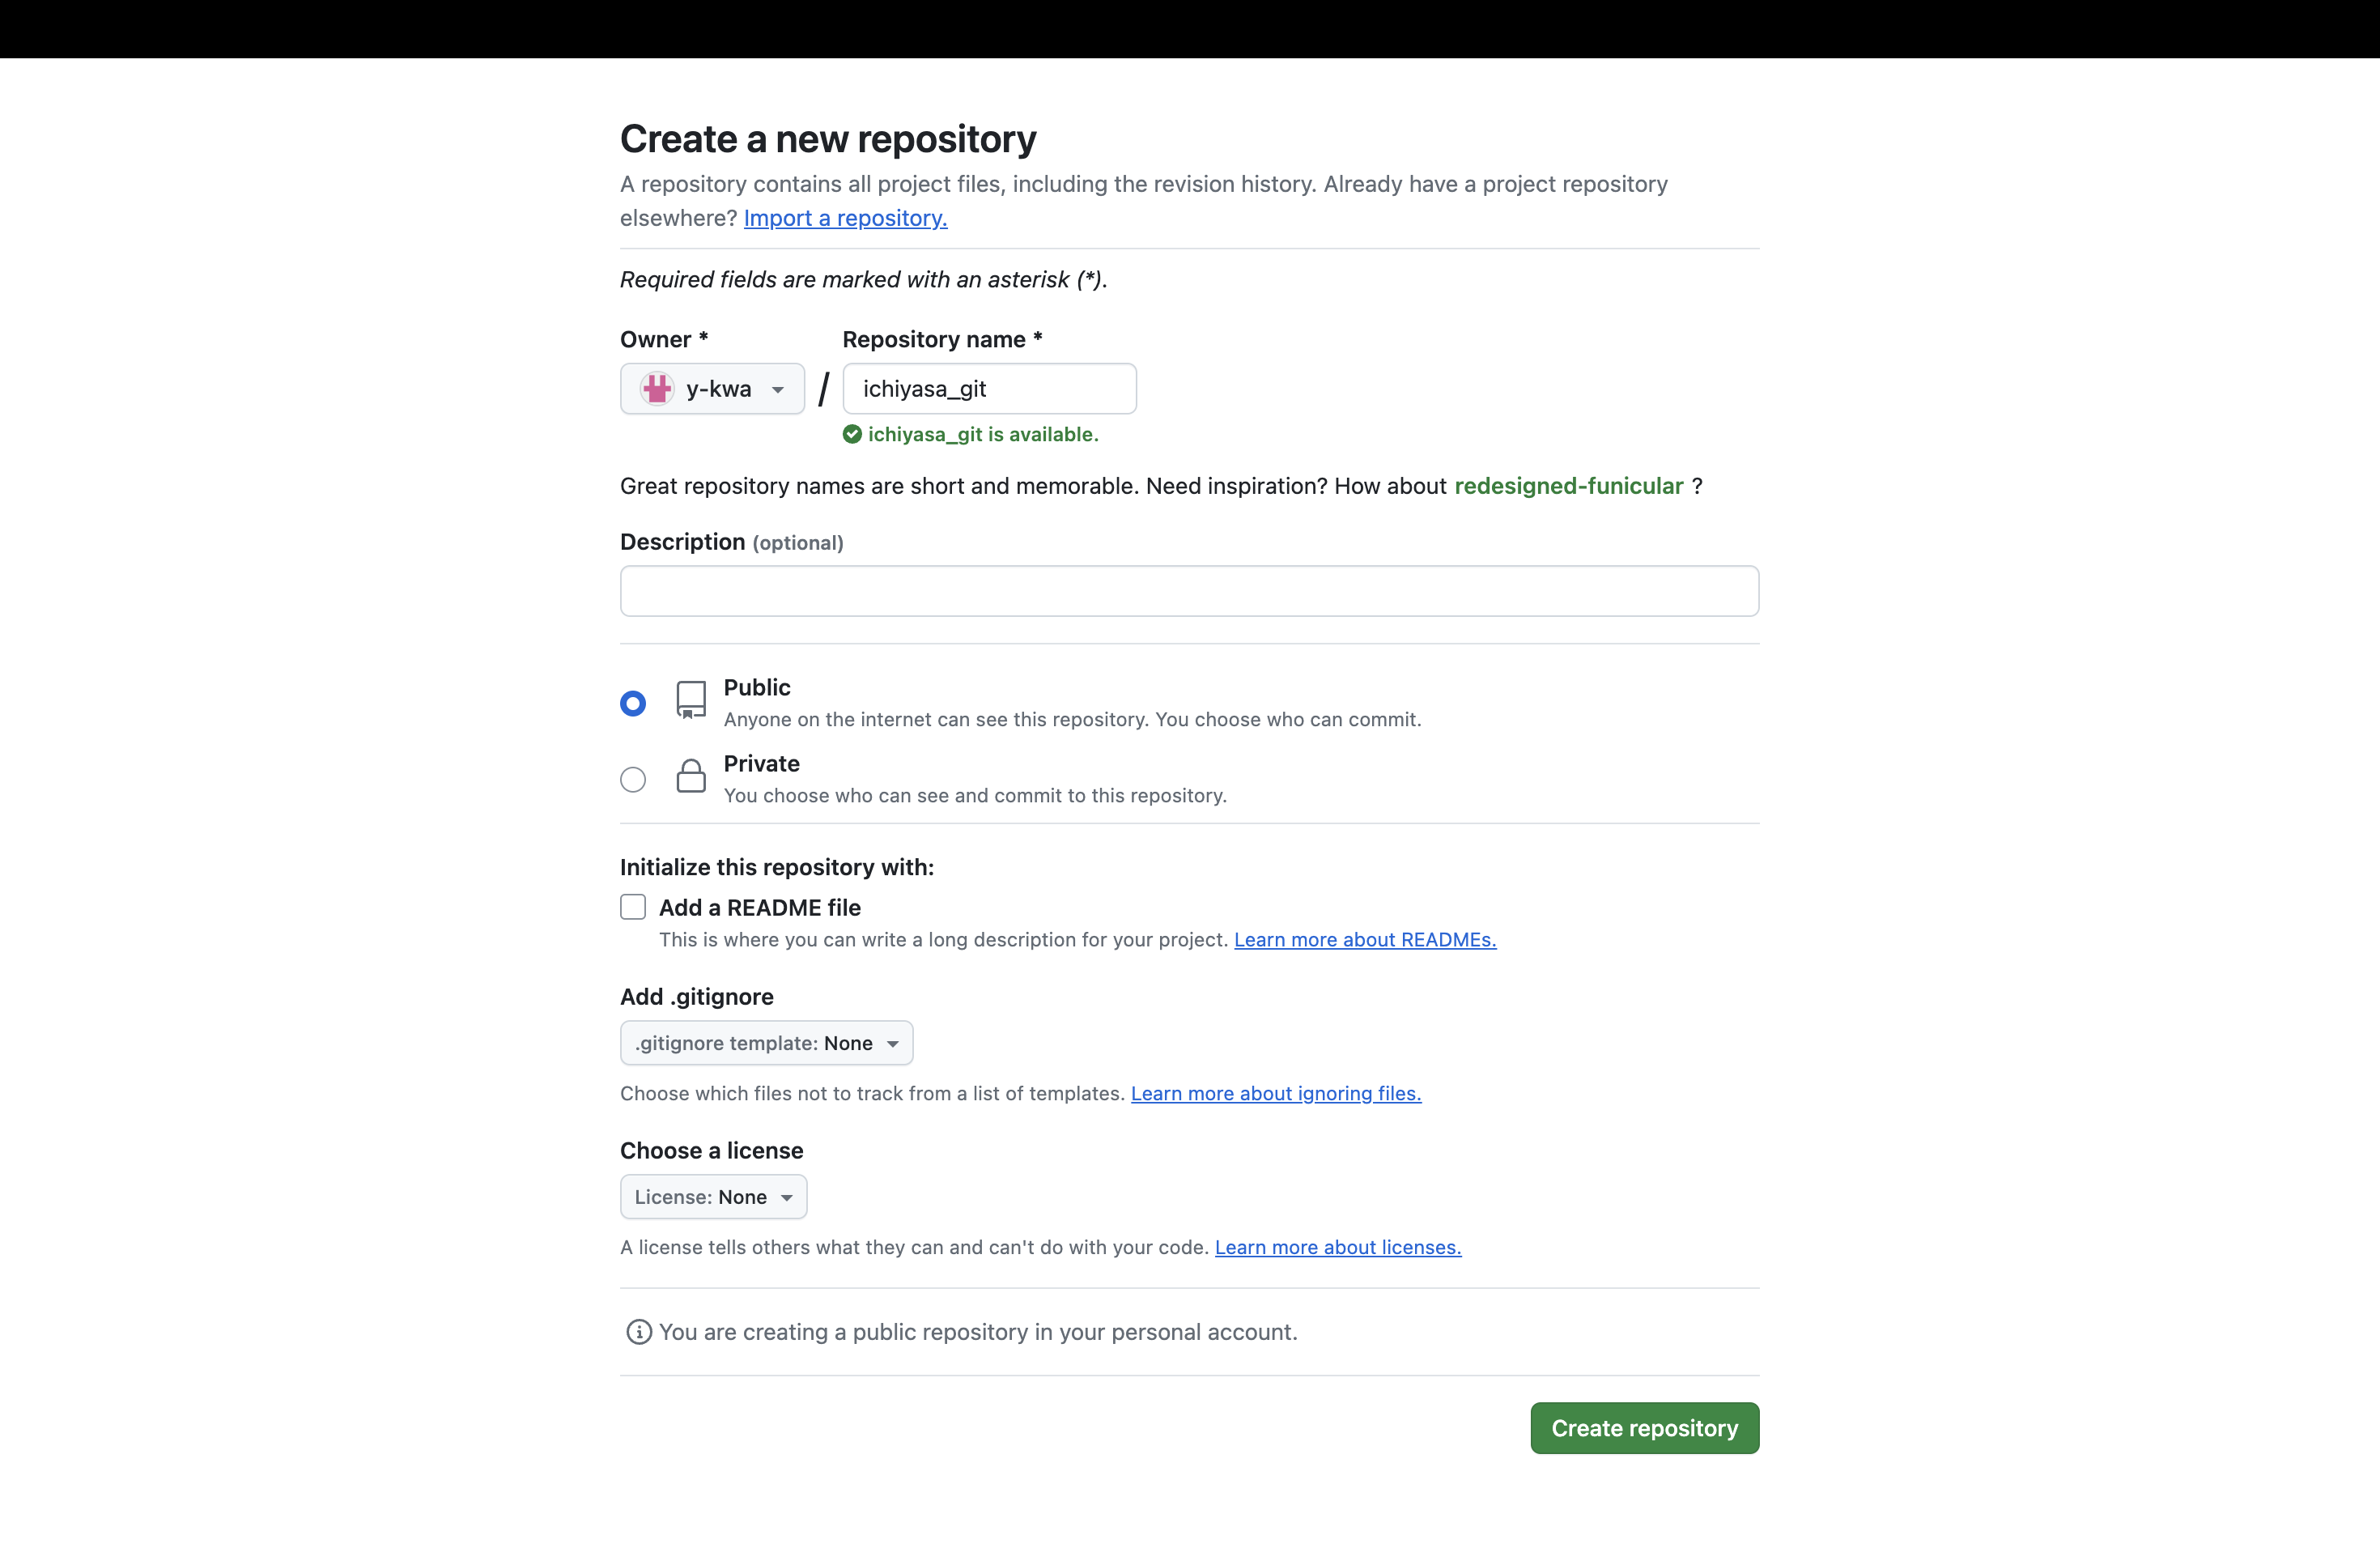 Create a new repository
A repository contains all project files, including the revision history. Already have a project repository
elsewhere? Import a repository.
Required fields are marked with an asterisk (*).
Owner * Repository name *
y-kwa / ichiyasa_git
ichiyasa_git is available.
Great repository names are short and memorable. Need inspiration? How about redesigned-funicular ?
Description (optional)
Public
Anyone on the internet can see this repository. You choose who can commit.
Private
You choose who can see and commit to this repository.
Initialize this repository with:
Add a README file
This is where you can write a long description for your project. Learn more about READMEs.
Add .gitignore
.gitignore template: None
Choose which files not to track from a list of templates. Learn more about ignoring files.
Choose a license
License: None
A license tells others what they can and can't do with your code. Learn more about licenses.
You are creating a public repository in your personal account.
Create repository